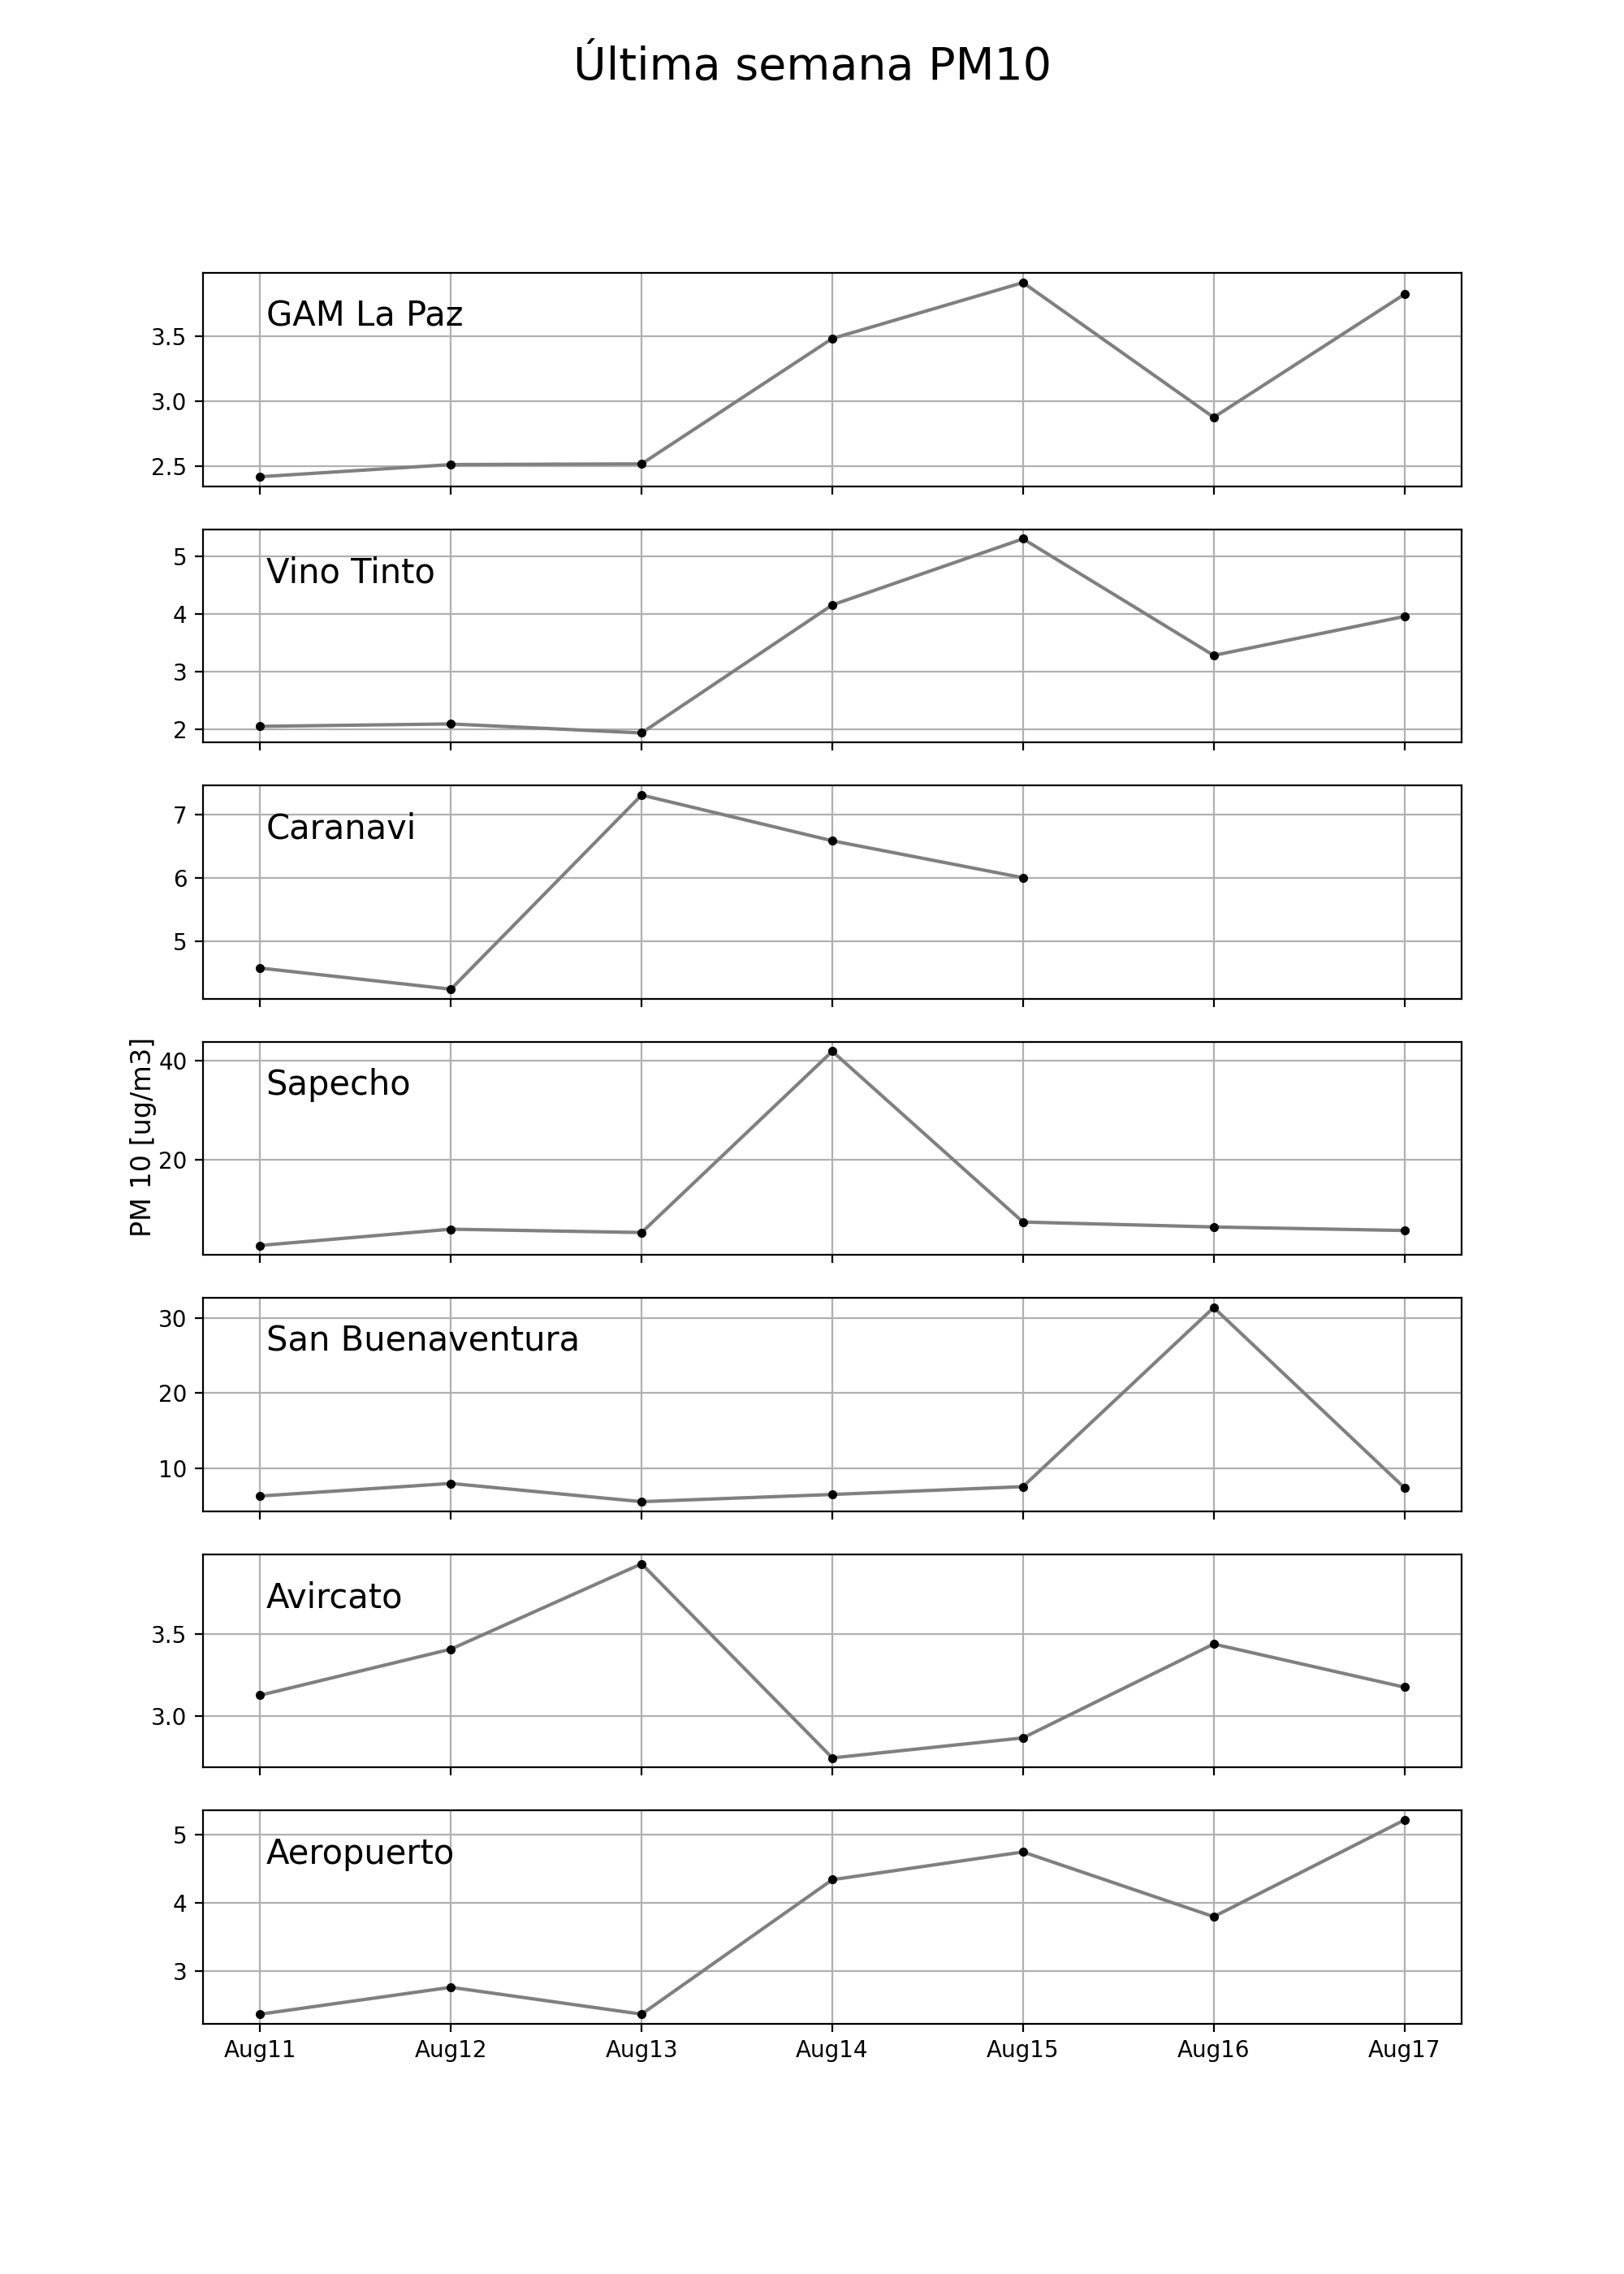 Última semana PM10
GAM La Paz
3.5
3.0
2.5
Vino Tinto
5
4
3
2
Caranavi
7
6
5
PM 10 [ug/m3]
Sapecho
40
20
San Buenaventura
30
20
10
Avircato
3.5
3.0
Aeropuerto
5
4
3
Aug11 Aug12 Aug13 Aug14 Aug15 Aug16 Aug17